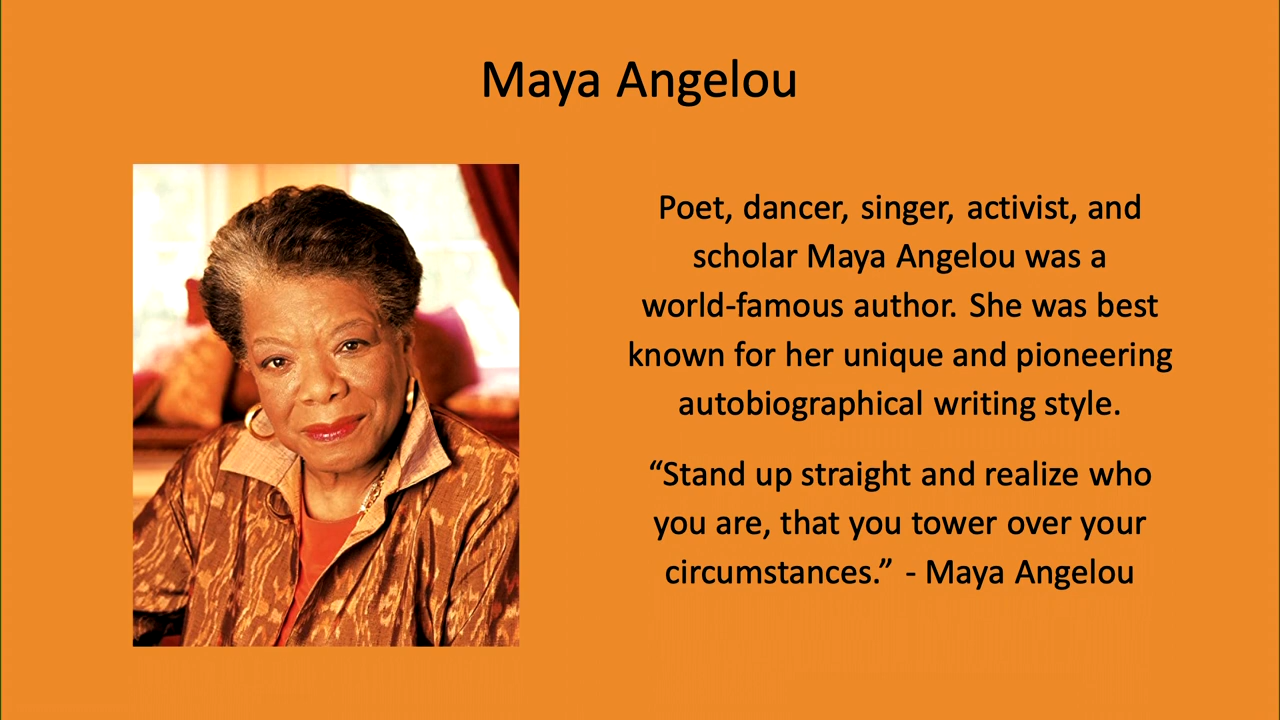 Maya Angelou
Poet, dancer, singer, activist, and
scholar Maya Angelou was a
world-famous author. She was best
known for her unique and pioneering
autobiographical writing style.
“Stand up straight and realize who
you are, that you tower over your
circumstances.” - Maya Angelou